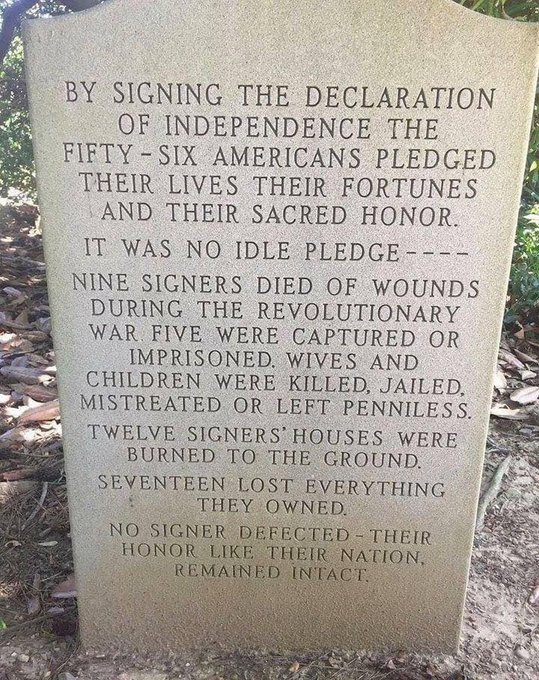 BY SIGNING THE DECLARATION
OF INDEPENDENCE THE
FIFTY-SIX AMERICANS PLEDGED
THEIR LIVES THEIR FORTUNES
AND THEIR SACRED HONOR.
IT WAS NO IDLE PLEDGE----
NINE SIGNERS DIED OF WOUNDS
DURING THE REVOLUTIONARY
WAR FIVE WERE CAPTURED OR
IMPRISONED. WIVES AND
CHILDREN WERE KILLED, JAILED,
MISTREATED OR LEFT PENNILESS.
TWELVE SIGNERS' HOUSES WERE
BURNED TO THE GROUND.
SEVENTEEN LOST EVERYTHING
THEY OWNED.
NO SIGNER DEFECTED-THEIR
HONOR LIKE THEIR NATION,
REMAINED INTACT.